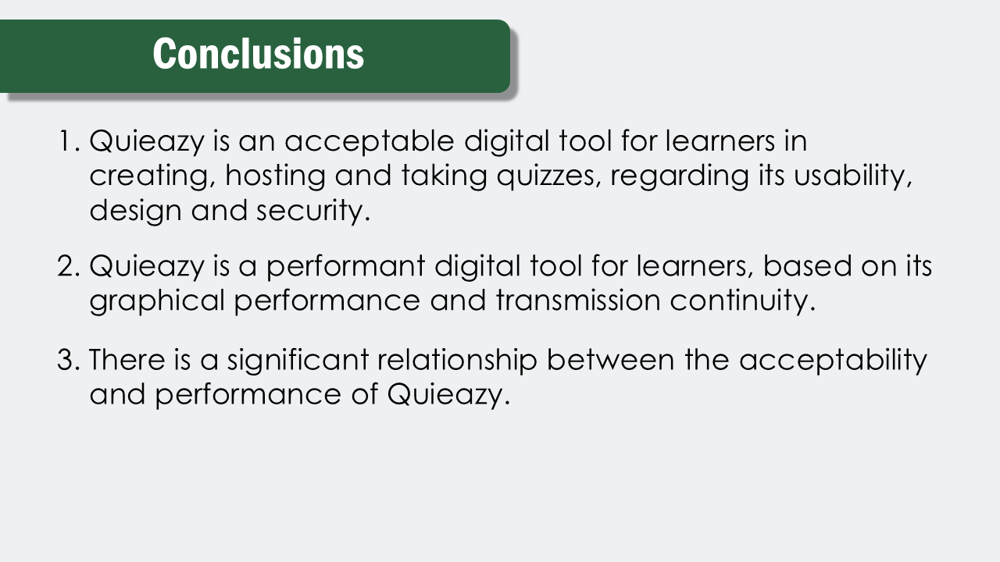 Conclusions
1. Quieazy is an acceptable digital tool for learners in
creating, hosting and taking quizzes, regarding its usability,
design and security.
2. Quieazy is a performant digital tool for learners, based on its
graphical performance and transmission continuity.
3. There is a significant relationship between the acceptability
and performance of Quieazy.